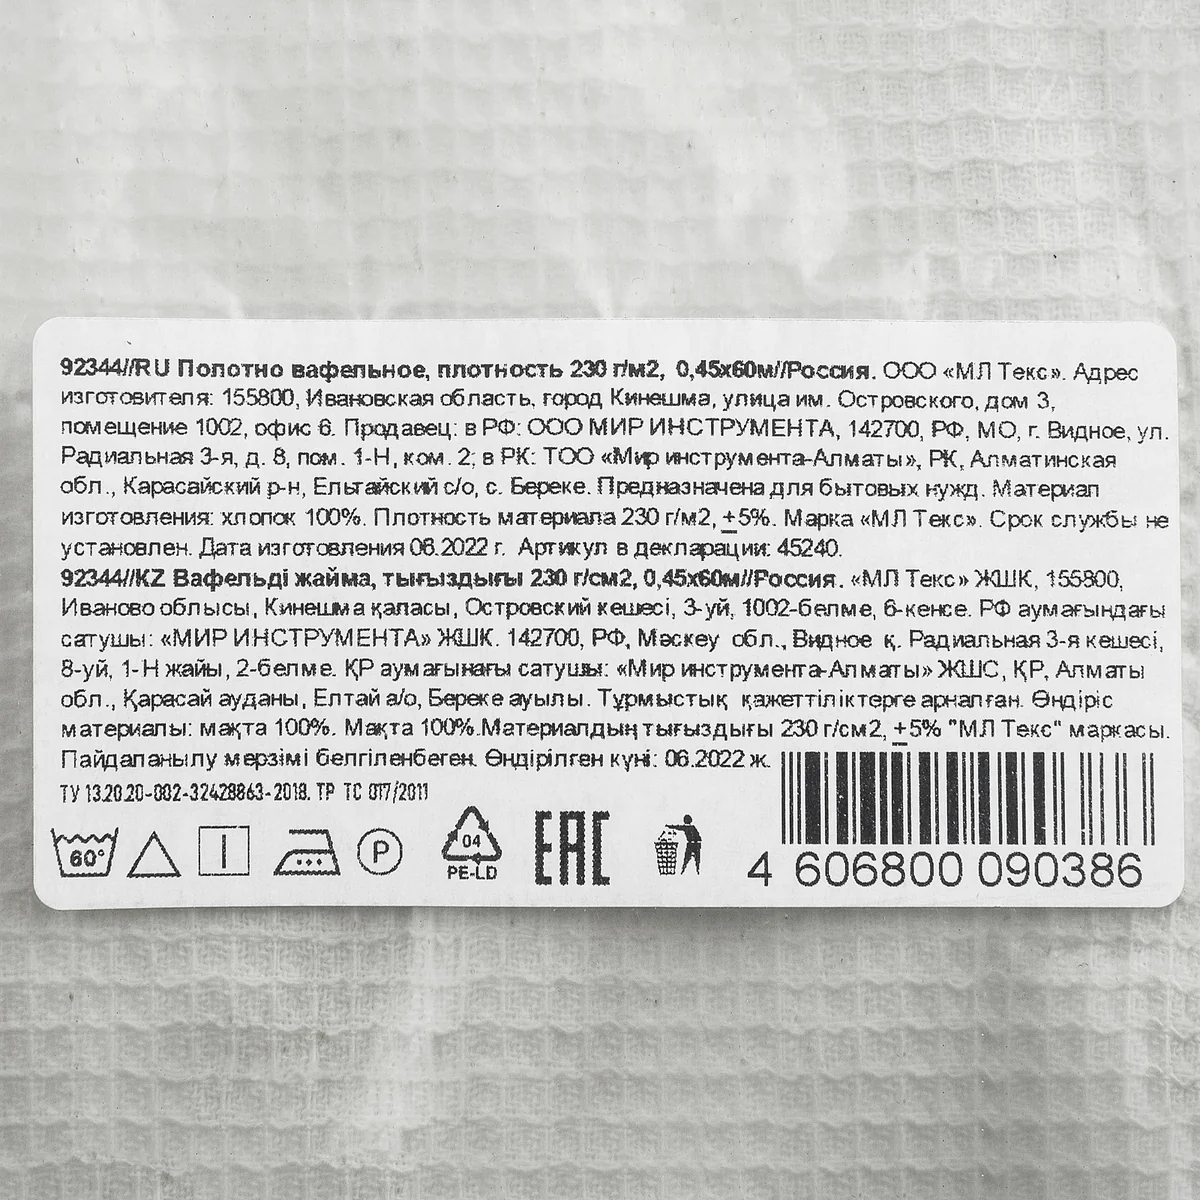 92344//RU Полотно вафельное, плотность 230 г/м2, 0,45х60м//Россия. ООО «МЛ Текс». Адрес
изготовителя: 155800, Ивановская область, город Кинешма, улица им. Островского, дом 3,
помещение 1002, офис 6. Продавец: в РФ: ООО МИР ИНСТРУМЕНТА, 142700, РФ, МО, г. Видное, ул.
Радиальная 3-я, д. 8, пом. 1-Н, ком. 2; в РК: ТОО «Мир инструмента-Алматы», РК, Алматинская
обл., Карасайский р-н, Ельтайский с/о, с. Береке. Предназначена для бытовых нужд. Материал
изготовления: хлопок 100%. Плотность материала 230 г/м2, ±5%. Марка «МЛ Текс». Срок службы не
установлен. Дата изготовления 06.2022 г. Артикул в декларации: 45240.
92344//KZ Вафельді жайма, тығыздығы 230 г/см2, 0,45х60м//Россия. «МЛ Текс» ЖШК, 155800,
Иваново облысы, Кинешма қаласы, Островский кешесі, 3-уй, 1002-белме, 6-кенсе. РФ аумағындағы
сатушы: «МИР ИНСТРУМЕНТА» ЖШК. 142700, РФ, Мәскеу обл., Видное қ. Радиальная 3-я кешесі,
8-уй, 1-Н жайы, 2-белме. ҚР аумағынағы сатушы: «Мир инструмента-Алматы» ЖШС, ҚР, Алматы
обл., Қарасай ауданы, Елтай а/о, Береке ауылы. Тұрмыстық қажеттіліктерге арналған. Өндіріс
материалы: мақта 100%. Мақта 100%.Материалдың тығыздығы 230 г/см2, ±5% "МЛ Текс" маркасы.
Пайдаланылу мерзімі белгіленбеген. Өндірілген күні: 06.2022 ж.
ТУ 13.20.20-002-32428863-2018. ТР ТС 017/2011
60° P 04 EAC
PE-LD
4 606800 090386